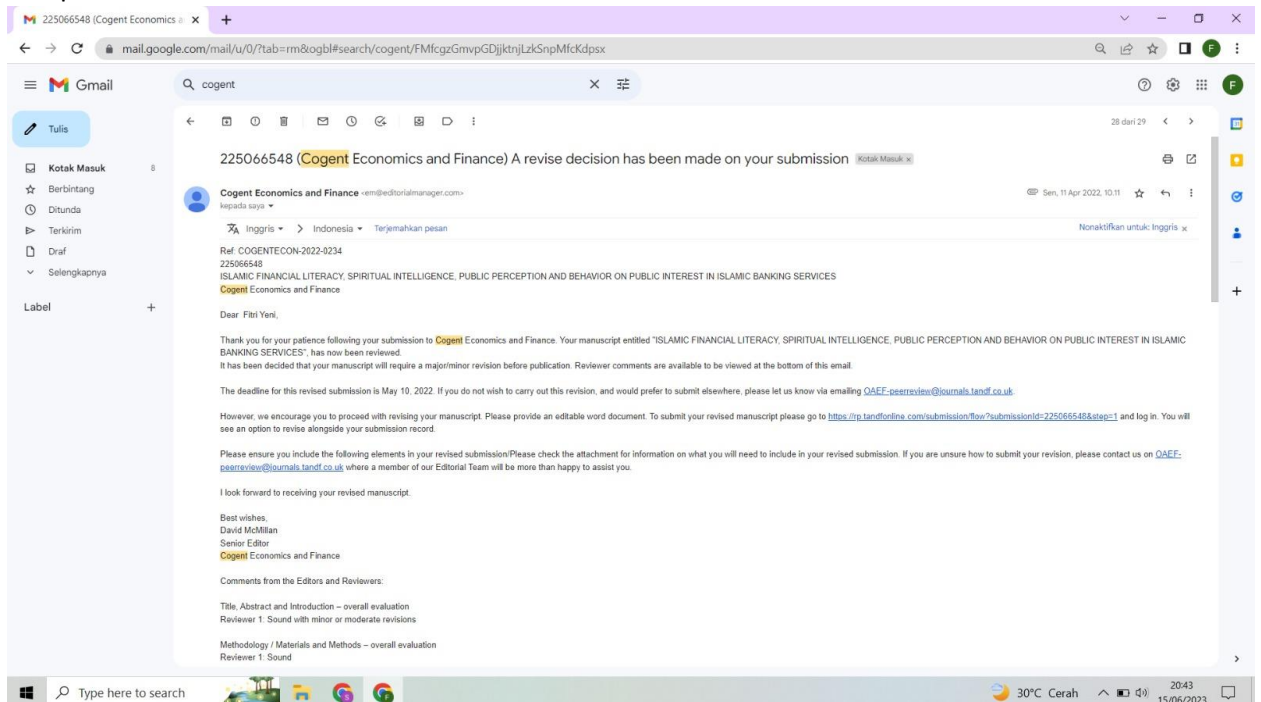 225066548 (Cogent Economics a
mail.google.com/mail/u/0/?tab=rm&ogbl#search/cogent/FMfcgzGmvpGDjjktnjLzkSnpMfcKdpsx
F
Gmail
cogent
F
Tulis
28 dari 29
Kotak Masuk 8
Berbintang
Ditunda
Terkirim
Draf
Selengkapnya
Label
225066548 (Cogent Economics and Finance) A revise decision has been made on your submission Kotak Masuk x
Cogent Economics and Finance <em@editorialmanager.com> Sen, 11 Apr 2022, 10.11
kepada saya
Inggris > Indonesia Terjemahkan pesan Nonaktifkan untuk: Inggris x
Ref: COGENTECON-2022-0234
225066548
ISLAMIC FINANCIAL LITERACY, SPIRITUAL INTELLIGENCE, PUBLIC PERCEPTION AND BEHAVIOR ON PUBLIC INTEREST IN ISLAMIC BANKING SERVICES
Cogent Economics and Finance
Dear Fitri Yeni,
Thank you for your patience following your submission to Cogent Economics and Finance. Your manuscript entitled "ISLAMIC FINANCIAL LITERACY, SPIRITUAL INTELLIGENCE, PUBLIC PERCEPTION AND BEHAVIOR ON PUBLIC INTEREST IN ISLAMIC
BANKING SERVICES", has now been reviewed.
It has been decided that your manuscript will require a major/minor revision before publication. Reviewer comments are available to be viewed at the bottom of this email.
The deadline for this revised submission is May 10, 2022. If you do not wish to carry out this revision, and would prefer to submit elsewhere, please let us know via emailing OAEF-peerreview@journals.tandf.co.uk.
However, we encourage you to proceed with revising your manuscript. Please provide an editable word document. To submit your revised manuscript please go to https://rp.tandfonline.com/submission/flow?submissionId=225066548&step=1 and log in. You will
see an option to revise alongside your submission record.
Please ensure you include the following elements in your revised submission/Please check the attachment for information on what you will need to include in your revised submission. If you are unsure how to submit your revision, please contact us on OAEF-
peerreview@journals.tandf.co.uk where a member of our Editorial Team will be more than happy to assist you.
I look forward to receiving your revised manuscript.
Best wishes,
David McMillan
Senior Editor
Cogent Economics and Finance
Comments from the Editors and Reviewers:
Title, Abstract and Introduction – overall evaluation
Reviewer 1: Sound with minor or moderate revisions
Methodology / Materials and Methods – overall evaluation
Reviewer 1: Sound
Type here to search
30°C Cerah
20:43
15/06/2023